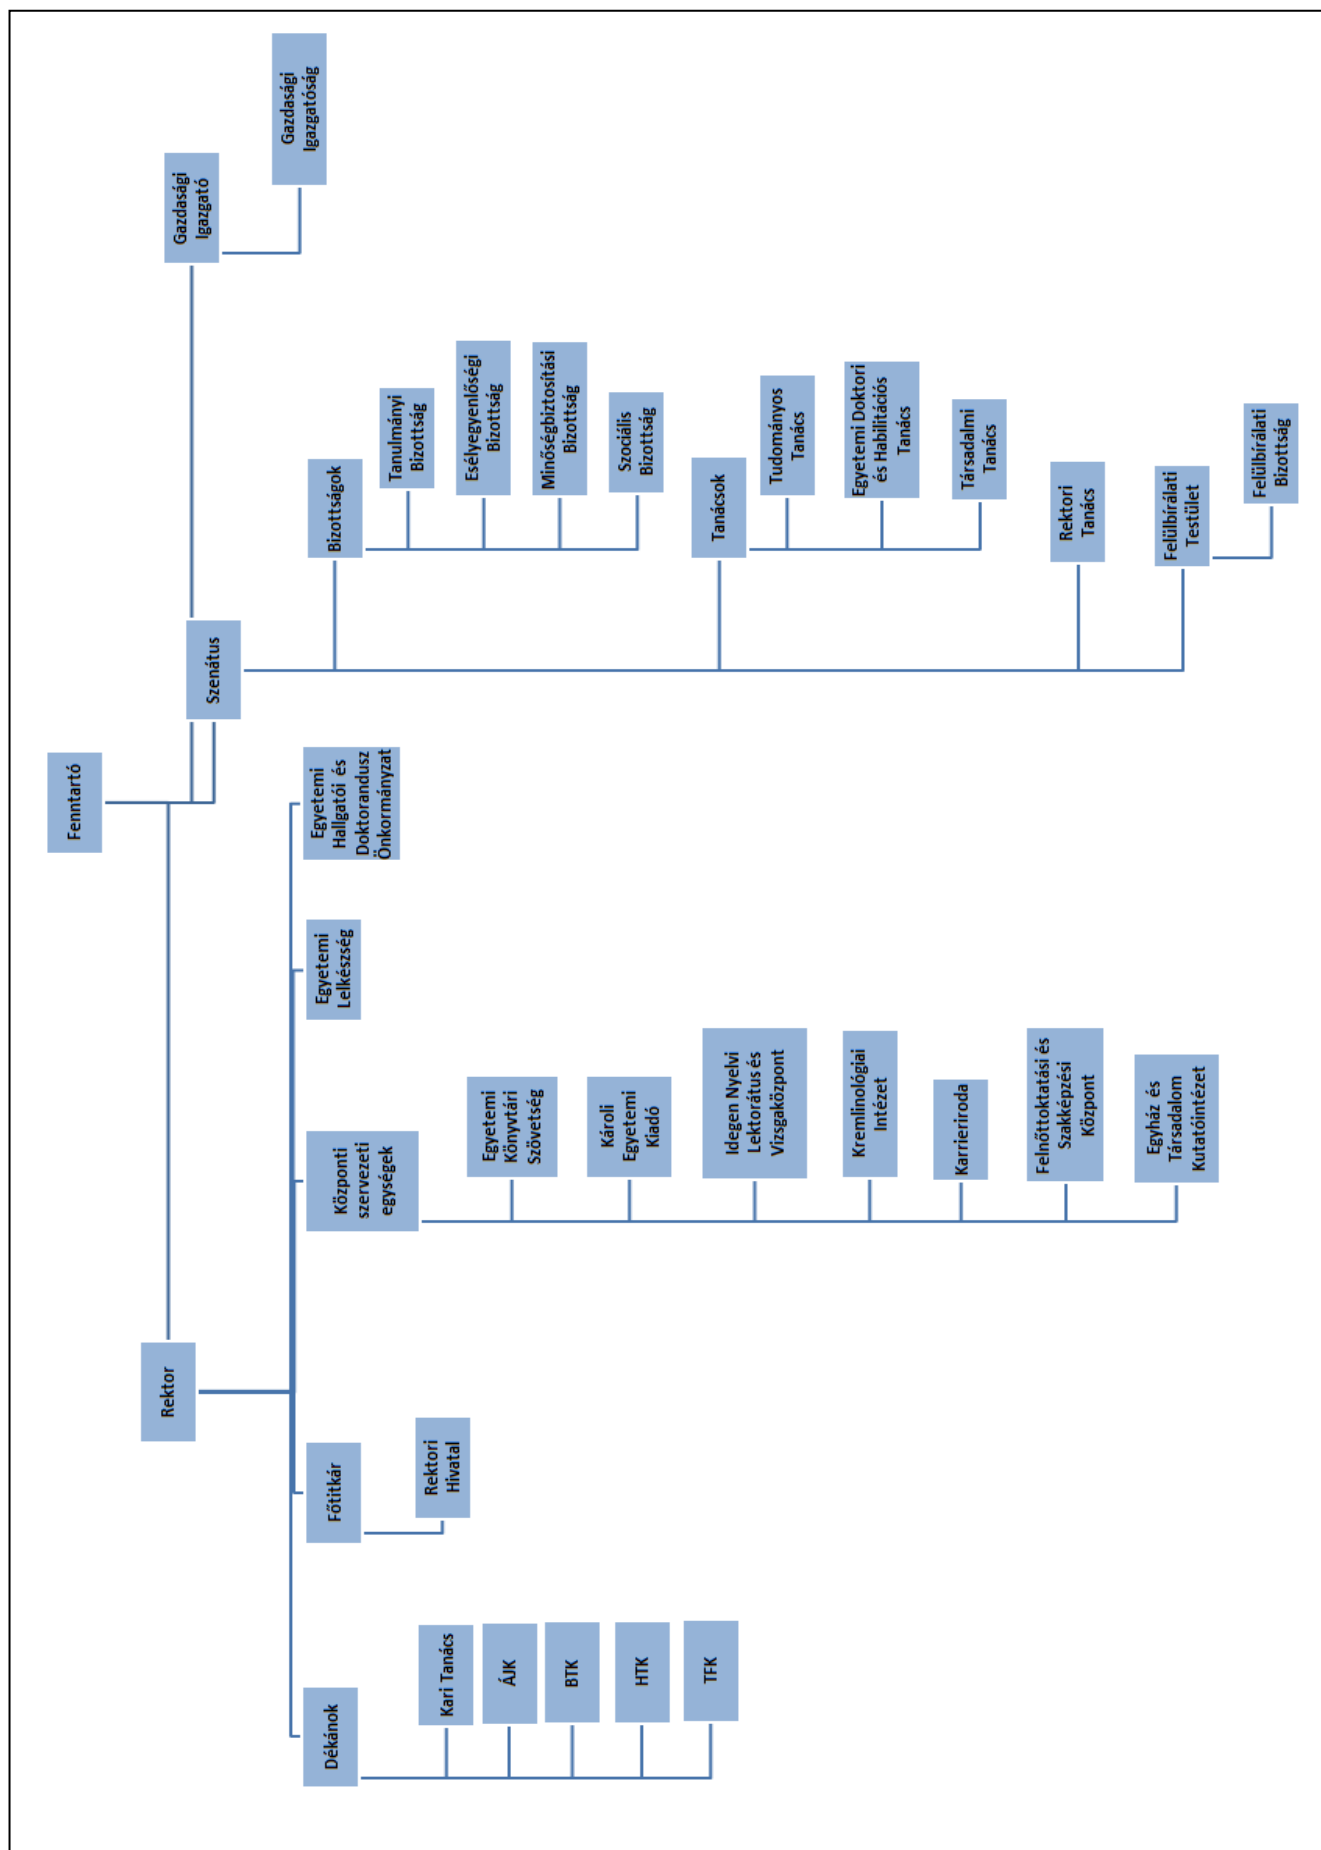 Fenntartó
Rektor
Szenátus
Gazdasági
Igazgató
Gazdasági
Igazgatóság
Dékánok
Kari Tanács
ÁJK
BTK
HTK
TFK
Főtitkár
Rektori
Hivatal
Központi
szervezeti
egységek
Egyetemi
Könyvtári
Szövetség
Károli
Egyetemi
Kiadó
Idegen Nyelvi
Lektorátus és
Vizsgaközpont
Kremlinológiai
Intézet
Karrieriroda
Felnőttoktatási és
Szakképzési
Központ
Egyház és
Társadalom
Kutatóintézet
Egyetemi
Lelkészség
Egyetemi
Hallgatói és
Doktorandusz
Önkormányzat
Bizottságok
Tanulmányi
Bizottság
Esélyegyenlőségi
Bizottság
Minőségbiztosítási
Bizottság
Szociális
Bizottság
Tanácsok
Tudományos
Tanács
Egyetemi Doktori
és Habilitációs
Tanács
Társadalmi
Tanács
Rektori
Tanács
Felülbírálati
Testület
Felülbírálati
Bizottság